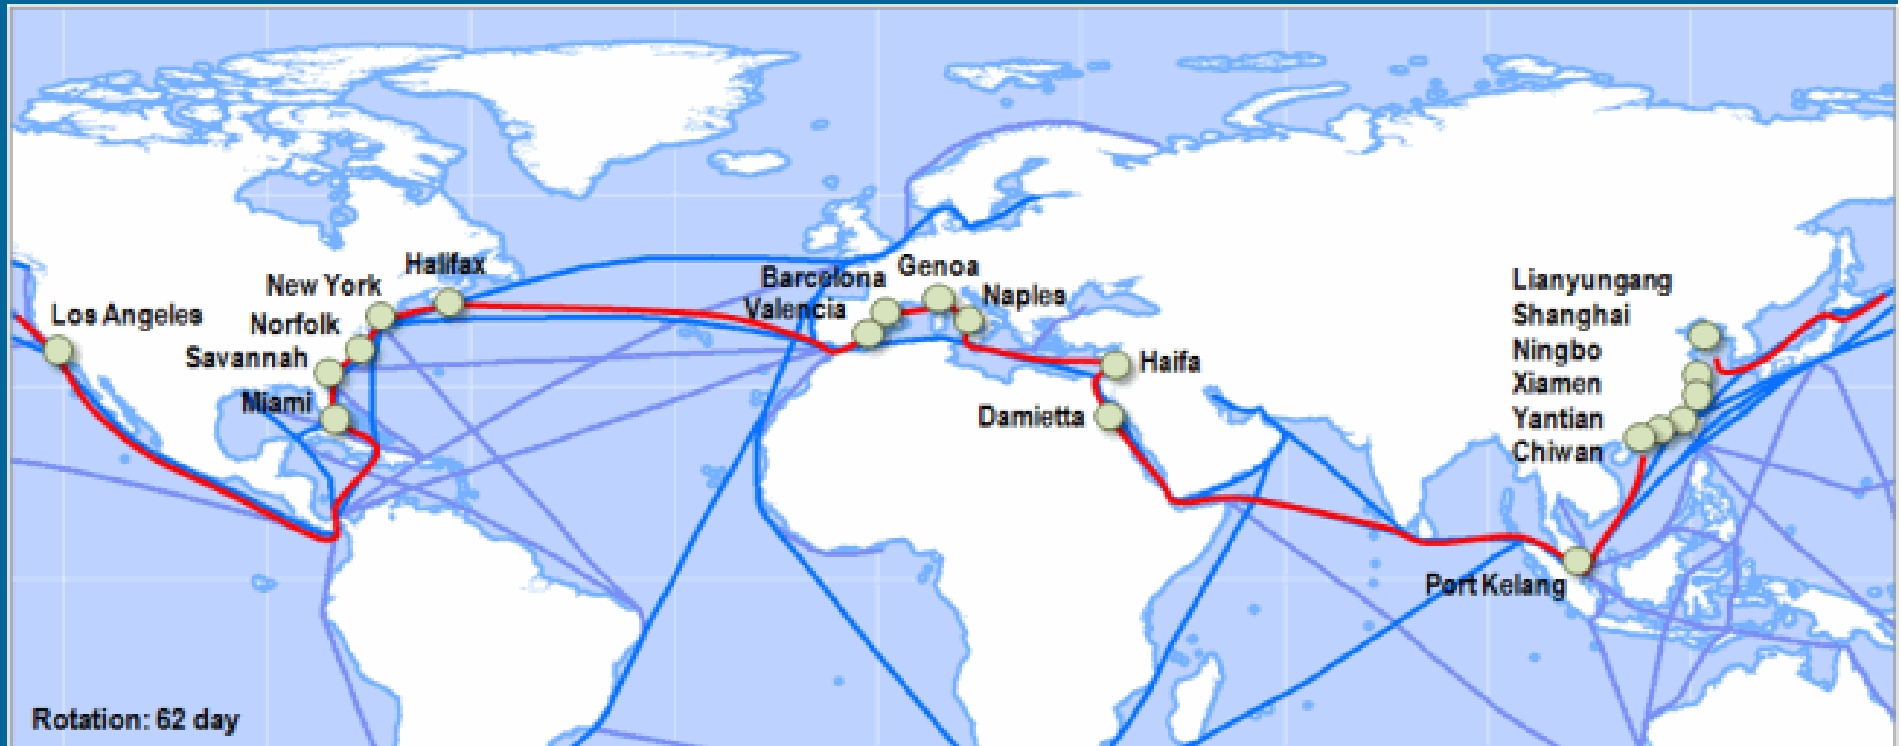 Halifax
New York
Los Angeles
Norfolk
Savannah
Miami
Barcelona
Genoa
Valencia
Naples
Haifa
Damietta
Lianyungang
Shanghai
Ningbo
Xiamen
Yantian
Chiwan
Port Kelang
Rotation: 62 day